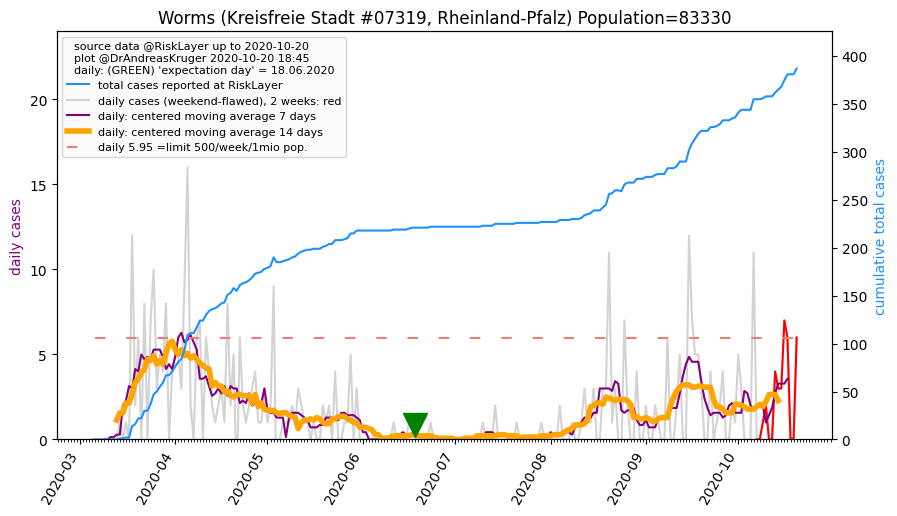 Worms (Kreisfreie Stadt #07319, Rheinland-Pfalz) Population=83330
source data @RiskLayer up to 2020-10-20
plot @DrAndreasKruger 2020-10-20 18:45
daily: (GREEN) 'expectation day' = 18.06.2020
total cases reported at RiskLayer
daily cases (weekend-flawed), 2 weeks: red
daily: centered moving average 7 days
daily: centered moving average 14 days
daily 5.95 =limit 500/week/1mio pop.
daily cases
20
15
10
5
0
cumulative total cases
400
350
300
250
200
150
100
50
0
2020-03
2020-04
2020-05
2020-06
2020-07
2020-08
2020-09
2020-10